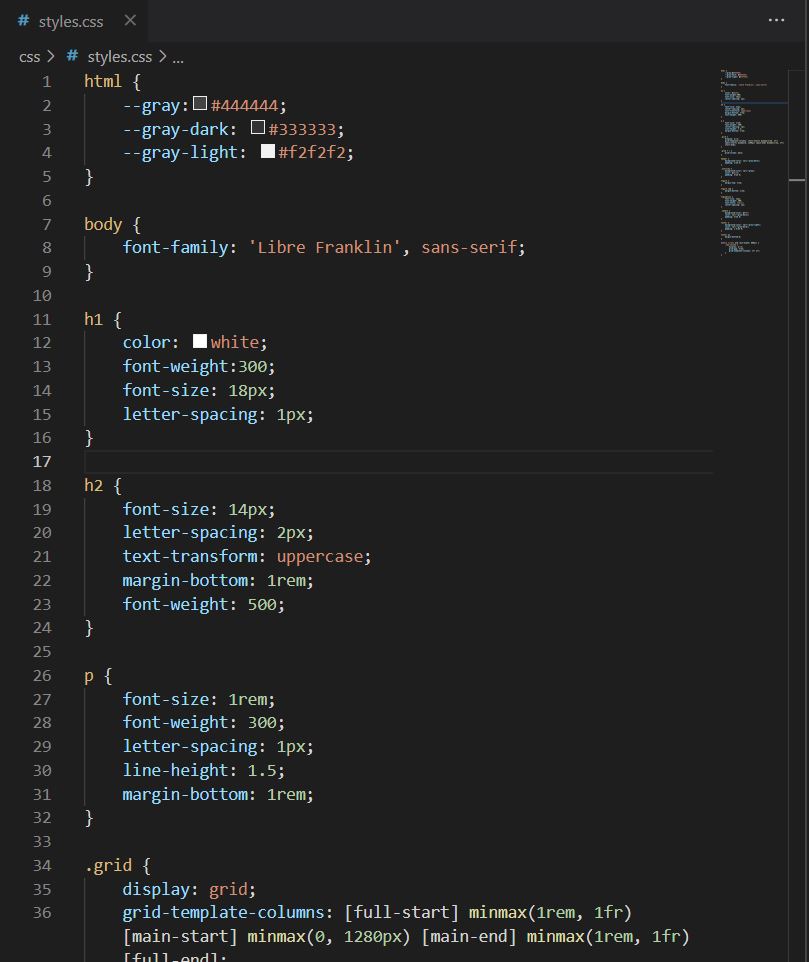 # styles.css ×
...
css > # styles.css > ...
1 html {
2     --gray: #444444;
3     --gray-dark: #333333;
4     --gray-light: #f2f2f2;
5 }
6
7 body {
8     font-family: 'Libre Franklin', sans-serif;
9 }
10
11 h1 {
12     color: white;
13     font-weight:300;
14     font-size: 18px;
15     letter-spacing: 1px;
16 }
17
18 h2 {
19     font-size: 14px;
20     letter-spacing: 2px;
21     text-transform: uppercase;
22     margin-bottom: 1rem;
23     font-weight: 500;
24 }
25
26 p {
27     font-size: 1rem;
28     font-weight: 300;
29     letter-spacing: 1px;
30     line-height: 1.5;
31     margin-bottom: 1rem;
32 }
33
34 .grid {
35     display: grid;
36     grid-template-columns: [full-start] minmax(1rem, 1fr)
    [main-start] minmax(0, 1280px) [main-end] minmax(1rem, 1fr)
    [full-end];